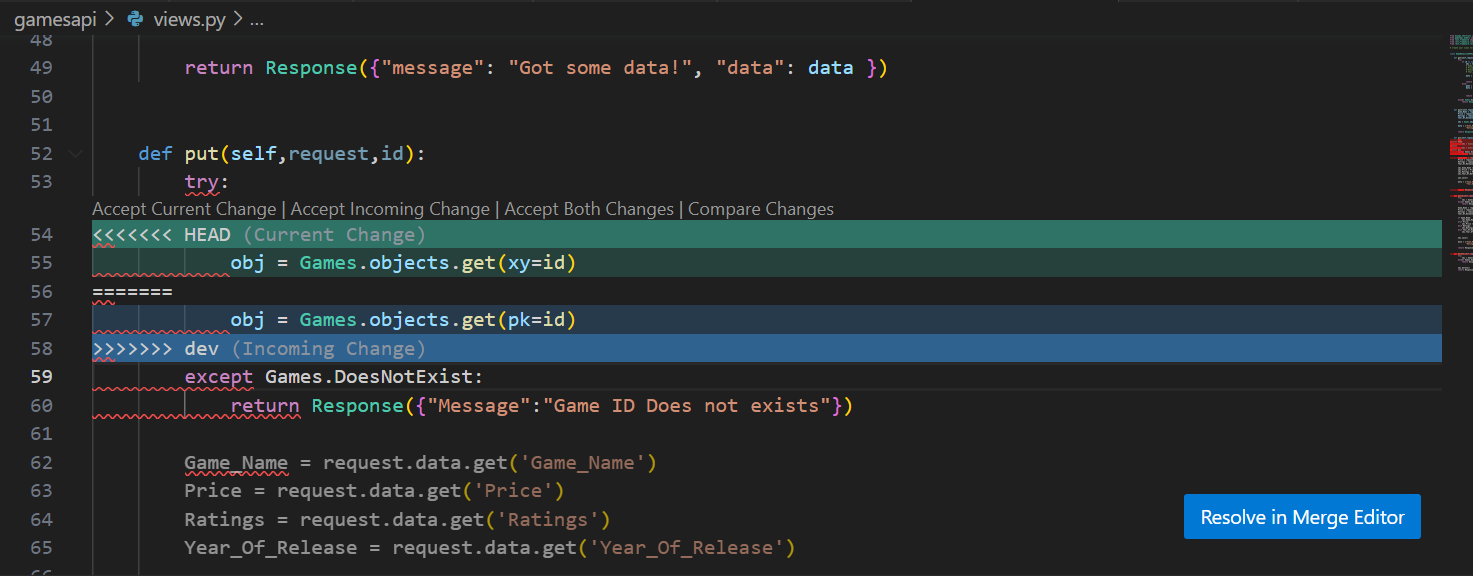 gamesapi > views.py > ...
48
49 return Response({"message": "Got some data!", "data": data })
50
51
52 def put(self,request,id):
53 try:
Accept Current Change | Accept Incoming Change | Accept Both Changes | Compare Changes
54 <<<<<<< HEAD (Current Change)
55 obj = Games.objects.get(xy=id)
56 =======
57 obj = Games.objects.get(pk=id)
58 >>>>>>> dev (Incoming Change)
59 except Games.DoesNotExist:
60 return Response({"Message":"Game ID Does not exists"})
61
62 Game_Name = request.data.get('Game_Name')
63 Price = request.data.get('Price')
64 Ratings = request.data.get('Ratings')
Resolve in Merge Editor
65 Year_Of_Release = request.data.get('Year_Of_Release')
66